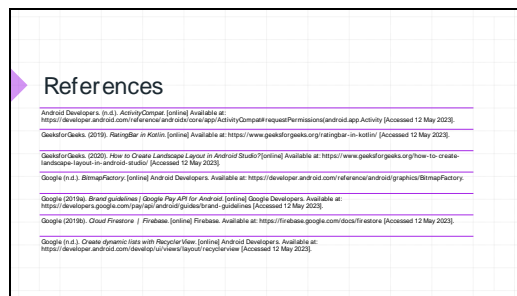 References
Android Developers. (n.d.). ActivityCompat. [online] Available at:
https://developer.android.com/reference/androidx/core/app/ActivityCompat#requestPermissions(android.app.Activity [Accessed 12 May 2023].
GeeksforGeeks. (2019). RatingBar in Kotlin. [online] Available at: https://www.geeksforgeeks.org/ratingbar-in-kotlin/ [Accessed 12 May 2023].
GeeksforGeeks. (2020). How to Create Landscape Layout in Android Studio? [online] Available at: https://www.geeksforgeeks.org/how-to-create-
landscape-layout-in-android-studio/ [Accessed 12 May 2023].
Google (n.d.). BitmapFactory. [online] Android Developers. Available at: https://developer.android.com/reference/android/graphics/BitmapFactory.
Google (2019a). Brand guidelines | Google Pay API for Android. [online] Google Developers. Available at:
https://developers.google.com/pay/api/android/guides/brand-guidelines [Accessed 12 May 2023].
Google (2019b). Cloud Firestore | Firebase. [online] Firebase. Available at: https://firebase.google.com/docs/firestore [Accessed 12 May 2023].
Google (n.d.). Create dynamic lists with RecyclerView. [online] Android Developers. Available at:
https://developer.android.com/develop/ui/views/layout/recyclerview [Accessed 12 May 2023].